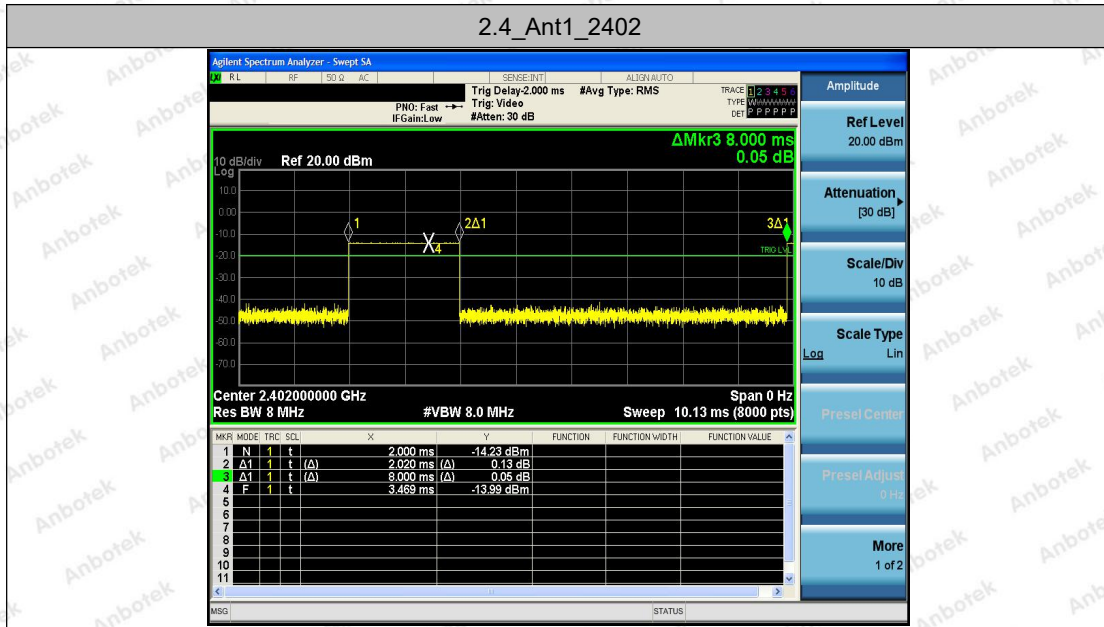 2.4_Ant1_2402
Agilent Spectrum Analyzer - Swept SA
RL RF 50 Ω AC SENSE:INT ALIGN AUTO
Trig Delay-2.000 ms #Avg Type: RMS TRACE 1 2 3 4 5 6
PNO: Fast Trig: Video TYPE
IFGain:Low #Atten: 30 dB DET P P P P P P
ΔMkr3 8.000 ms
0.05 dB
10 dB/div Ref 20.00 dBm
Log
10.0
0.00
-10.0
-20.0
-30.0
-40.0
-50.0
-60.0
-70.0
1
2Δ1
3Δ1
4
TRIG LVL
Center 2.402000000 GHz Span 0 Hz
Res BW 8 MHz #VBW 8.0 MHz Sweep 10.13 ms (8000 pts)
MKR MODE TRC SCL X Y FUNCTION FUNCTION WIDTH FUNCTION VALUE
1 N 1 t 2.000 ms -14.23 dBm
2 Δ1 1 t (Δ) 2.020 ms (Δ) 0.13 dB
3 Δ1 1 t (Δ) 8.000 ms (Δ) 0.05 dB
4 F 1 t 3.469 ms -13.99 dBm
5
6
7
8
9
10
11
MSG STATUS
Amplitude
Ref Level
20.00 dBm
Attenuation
[30 dB]
Scale/Div
10 dB
Scale Type
Log Lin
Presel Center
Presel Adjust
0 Hz
More
1 of 2
Anbotek